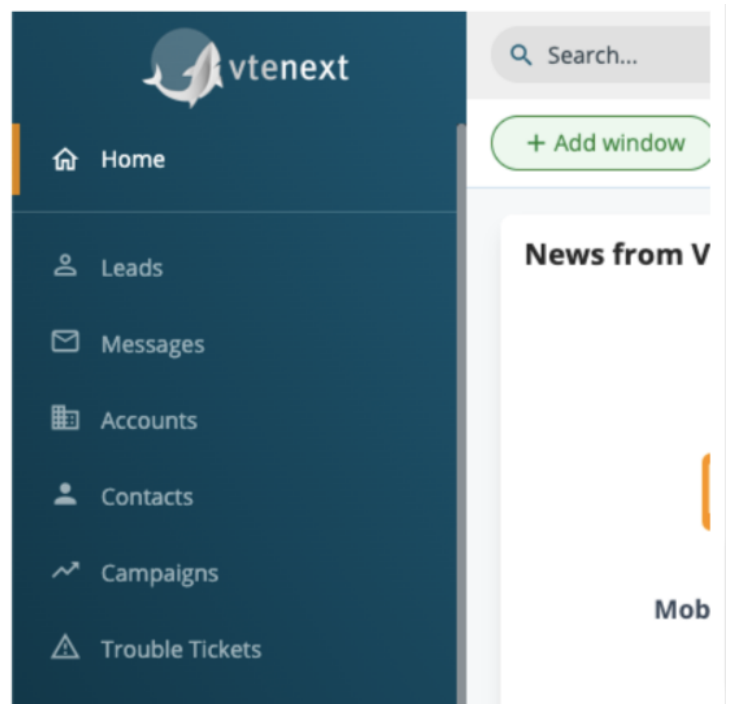 vtenext
Search...
Home
+ Add window
Leads
News from V
Messages
Accounts
Contacts
Campaigns
Mob
Trouble Tickets